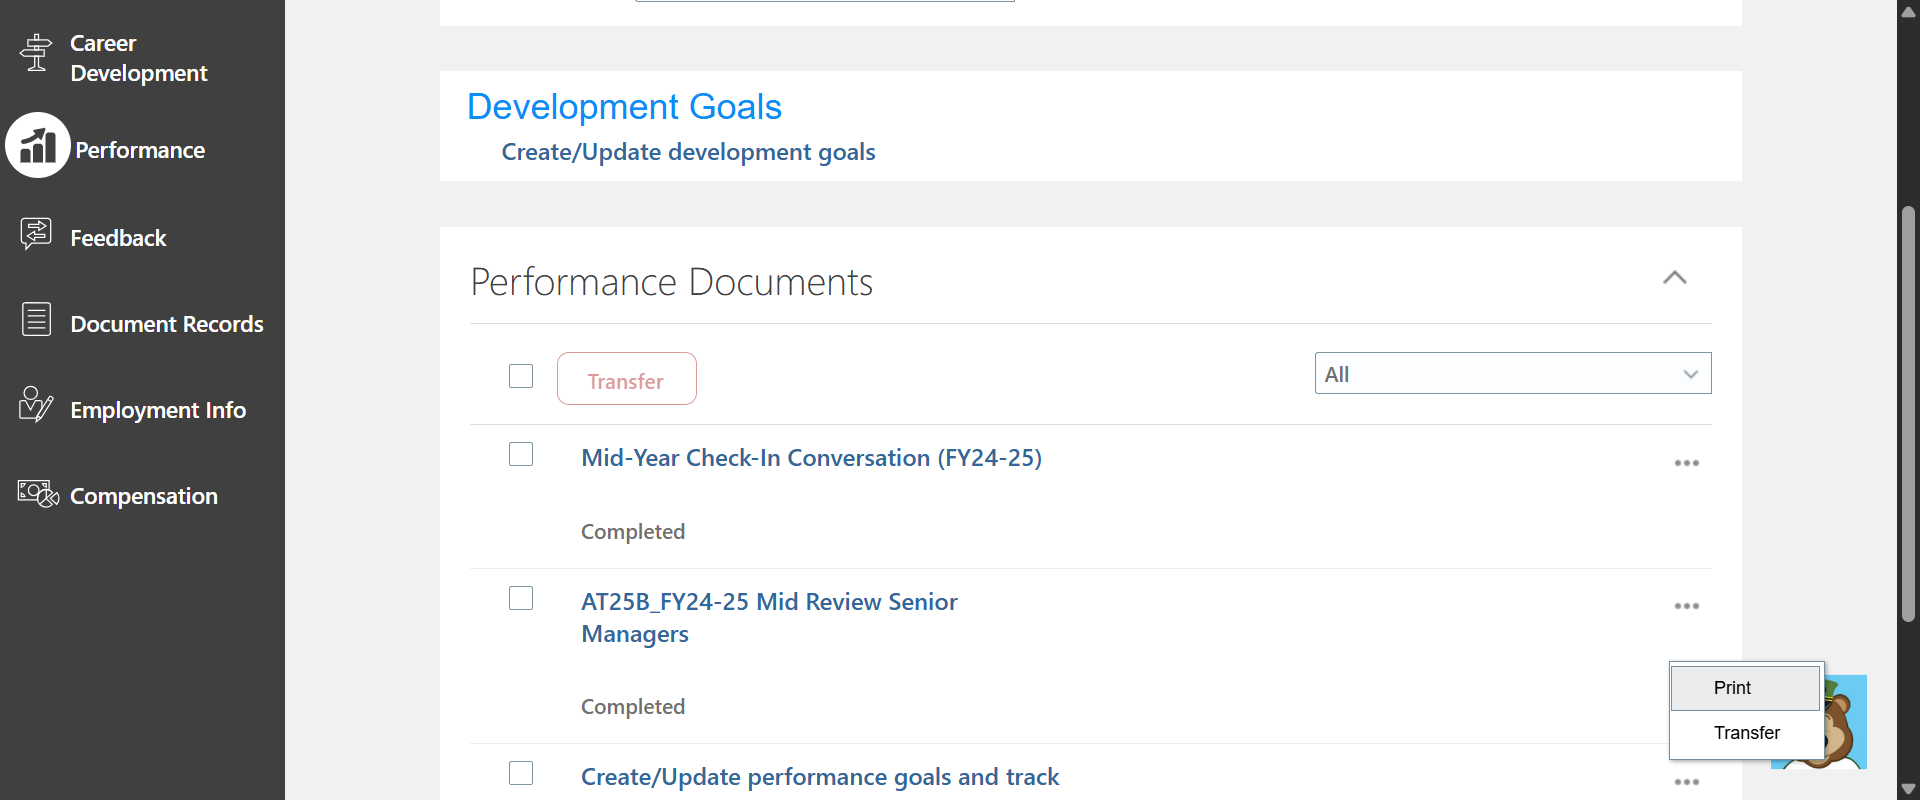 Career
Development
Performance
Feedback
Document Records
Employment Info
Compensation
Development Goals
Create/Update development goals
Performance Documents
Transfer
All
Mid-Year Check-In Conversation (FY24-25)
Completed
AT25B_FY24-25 Mid Review Senior
Managers
Completed
Print
Transfer
Create/Update performance goals and track